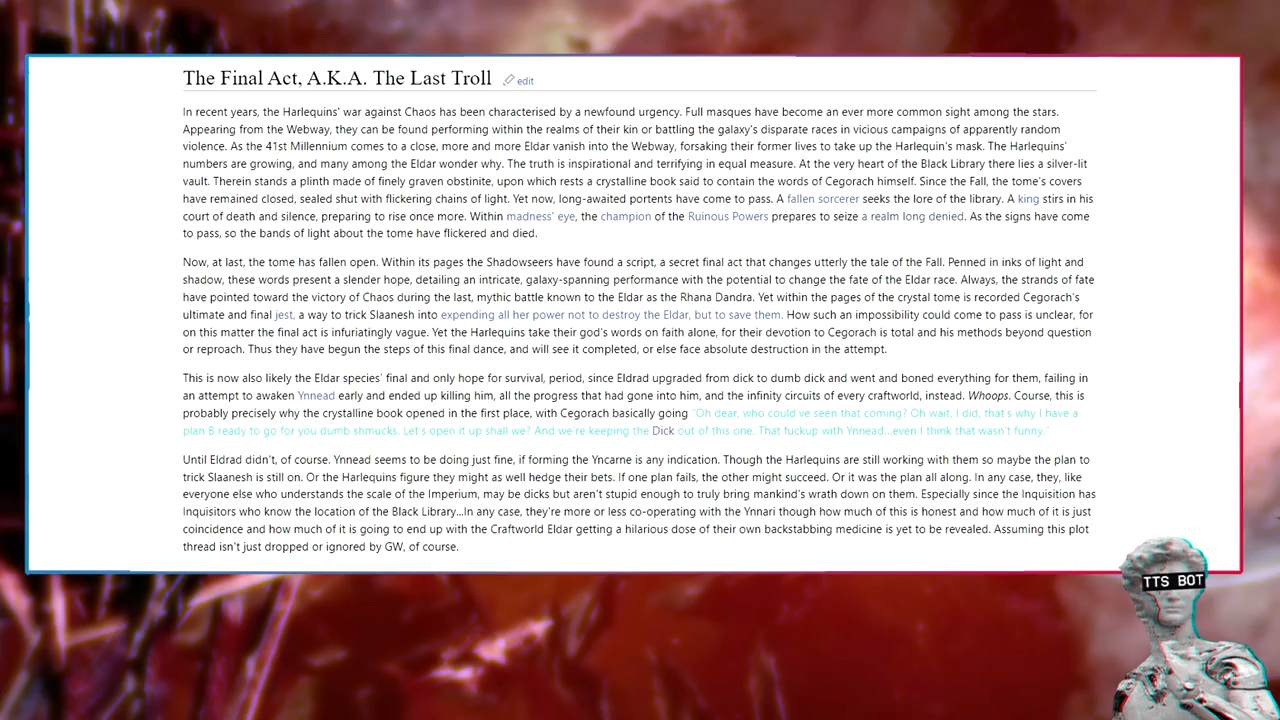 The Final Act, A.K.A. The Last Troll edit
In recent years, the Harlequins' war against Chaos has been characterised by a newfound urgency. Full masques have become an ever more common sight among the stars.
Appearing from the Webway, they can be found performing within the realms of their kin or battling the galaxy's disparate races in vicious campaigns of apparently random
violence. As the 41st Millennium comes to a close, more and more Eldar vanish into the Webway, forsaking their former lives to take up the Harlequin's mask. The Harlequins'
numbers are growing, and many among the Eldar wonder why. The truth is inspirational and terrifying in equal measure. At the very heart of the Black Library there lies a silver-lit
vault. Therein stands a plinth made of finely graven obstinite, upon which rests a crystalline book said to contain the words of Cegorach himself. Since the Fall, the tome's covers
have remained closed, sealed shut with flickering chains of light. Yet now, long-awaited portents have come to pass. A fallen sorcerer seeks the lore of the library. A king stirs in his
court of death and silence, preparing to rise once more. Within madness' eye, the champion of the Ruinous Powers prepares to seize a realm long denied. As the signs have come
to pass, so the bands of light about the tome have flickered and died.
Now, at last, the tome has fallen open. Within its pages the Shadowseers have found a script, a secret final act that changes utterly the tale of the Fall. Penned in inks of light and
shadow, these words present a slender hope, detailing an intricate, galaxy-spanning performance with the potential to change the fate of the Eldar race. Always, the strands of fate
have pointed toward the victory of Chaos during the last, mythic battle known to the Eldar as the Rhana Dandra. Yet within the pages of the crystal tome is recorded Cegorach's
ultimate and final jest, a way to trick Slaanesh into expending all her power not to destroy the Eldar, but to save them. How such an impossibility could come to pass is unclear, for
on this matter the final act is infuriatingly vague. Yet the Harlequins take their god's words on faith alone, for their devotion to Cegorach is total and his methods beyond question
or reproach. Thus they have begun the steps of this final dance, and will see it completed, or else face absolute destruction in the attempt.
This is now also likely the Eldar species' final and only hope for survival, period, since Eldrad upgraded from dick to dumb dick and went and boned everything for them, failing in
an attempt to awaken Ynnead early and ended up killing him, all the progress that had gone into him, and the infinity circuits of every craftworld, instead. Whoops. Course, this is
probably precisely why the crystalline book opened in the first place, with Cegorach basically going "Oh dear, who could've seen that coming? Oh wait, I did, that's why I have a
plan B ready to go for you dumb shmucks. Let's open it up shall we? And we're keeping the Dick out of this one. That fuckup with Ynnead...even I think that wasn't funny."
Until Eldrad didn't, of course. Ynnead seems to be doing just fine, if forming the Yncarne is any indication. Though the Harlequins are still working with them so maybe the plan to
trick Slaanesh is still on. Or the Harlequins figure they might as well hedge their bets. If one plan fails, the other might succeed. Or it was the plan all along. In any case, they, like
everyone else who understands the scale of the Imperium, may be dicks but aren't stupid enough to truly bring mankind's wrath down on them. Especially since the Inquisition has
Inquisitors who know the location of the Black Library...In any case, they're more or less co-operating with the Ynnari though how much of this is honest and how much of it is just
coincidence and how much of it is going to end up with the Craftworld Eldar getting a hilarious dose of their own backstabbing medicine is yet to be revealed. Assuming this plot
thread isn't just dropped or ignored by GW, of course.
TTS BOT